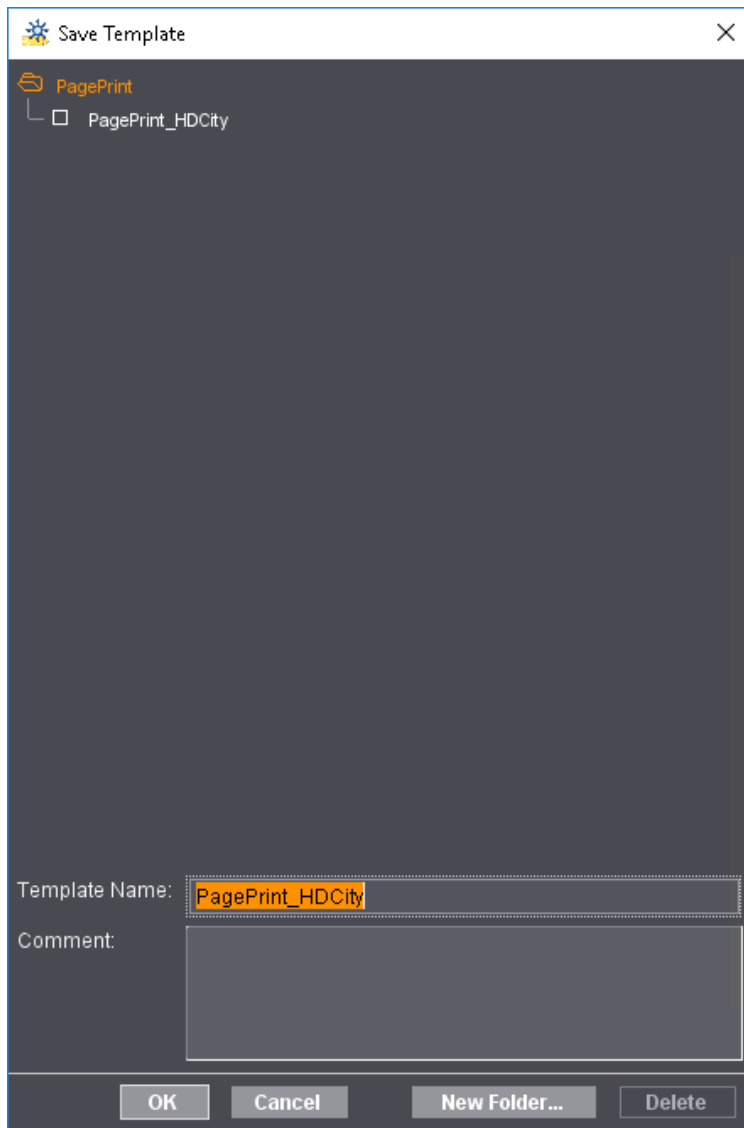 Save Template
PagePrint
PagePrint_HDCity
Template Name:
PagePrint_HDCity
Comment:
OK Cancel New Folder... Delete